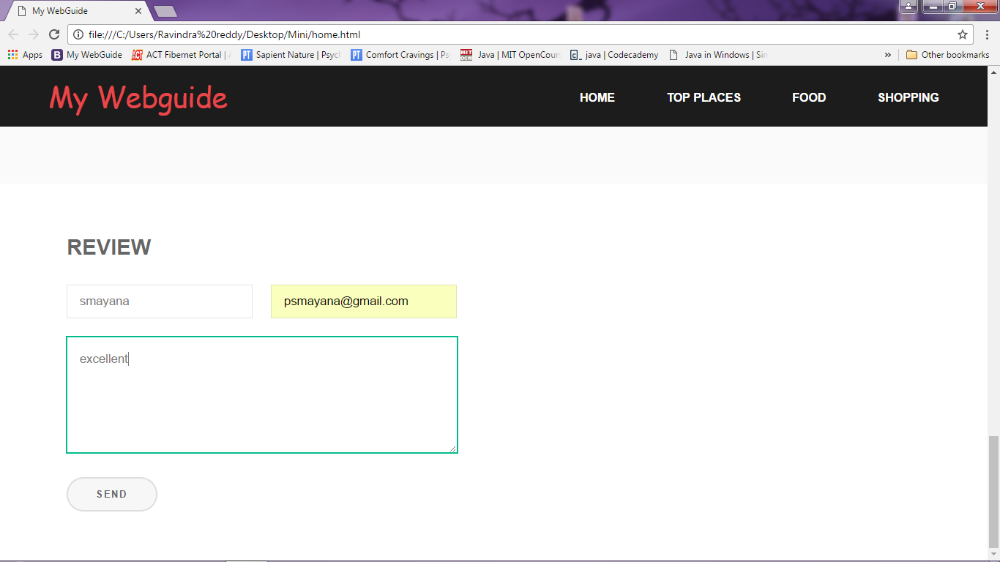 My WebGuide
file:///C:/Users/Ravindra%20reddy/Desktop/Mini/home.html
Apps My WebGuide ACT Fibernet Portal | Sapient Nature | Psych Comfort Cravings | Ps Java | MIT OpenCour java | Codecademy Java in Windows | Sin » Other bookmarks
My Webguide HOME TOP PLACES FOOD SHOPPING
REVIEW
smayana psmayana@gmail.com
excellent
SEND